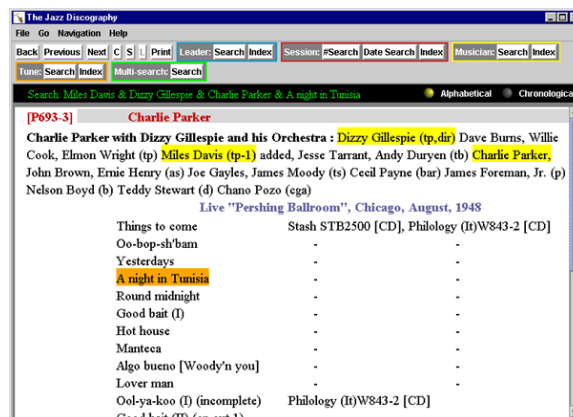 The Jazz Discography
File Go Navigation Help
Back Previous Next C S L Print Leader: Search Index Session: #Search Date Search Index Musician: Search Index
Tune: Search Index Multi-search: Search
Search: Miles Davis & Dizzy Gillespie & Charlie Parker & A night in Tunisia Alphabetical Chronologica
[P693-3] Charlie Parker
Charlie Parker with Dizzy Gillespie and his Orchestra : Dizzy Gillespie (tp,dir) Dave Burns, Willie
Cook, Elmon Wright (tp) Miles Davis (tp-1) added, Jesse Tarrant, Andy Duryen (tb) Charlie Parker,
John Brown, Ernie Henry (as) Joe Gayles, James Moody (ts) Cecil Payne (bar) James Foreman, Jr. (p)
Nelson Boyd (b) Teddy Stewart (d) Chano Pozo (cga)
Live "Pershing Ballroom", Chicago, August, 1948
Things to come Stash STB2500 [CD], Philology (It)W843-2 [CD]
Oo-bop-sh'bam - -
Yesterdays - -
A night in Tunisia - -
Round midnight - -
Good bait (I) - -
Hot house - -
Manteca - -
Algo bueno [Woody'n you] - -
Lover man - -
Ool-ya-koo (I) (incomplete) Philology (It)W843-2 [CD]
Good bait (II)